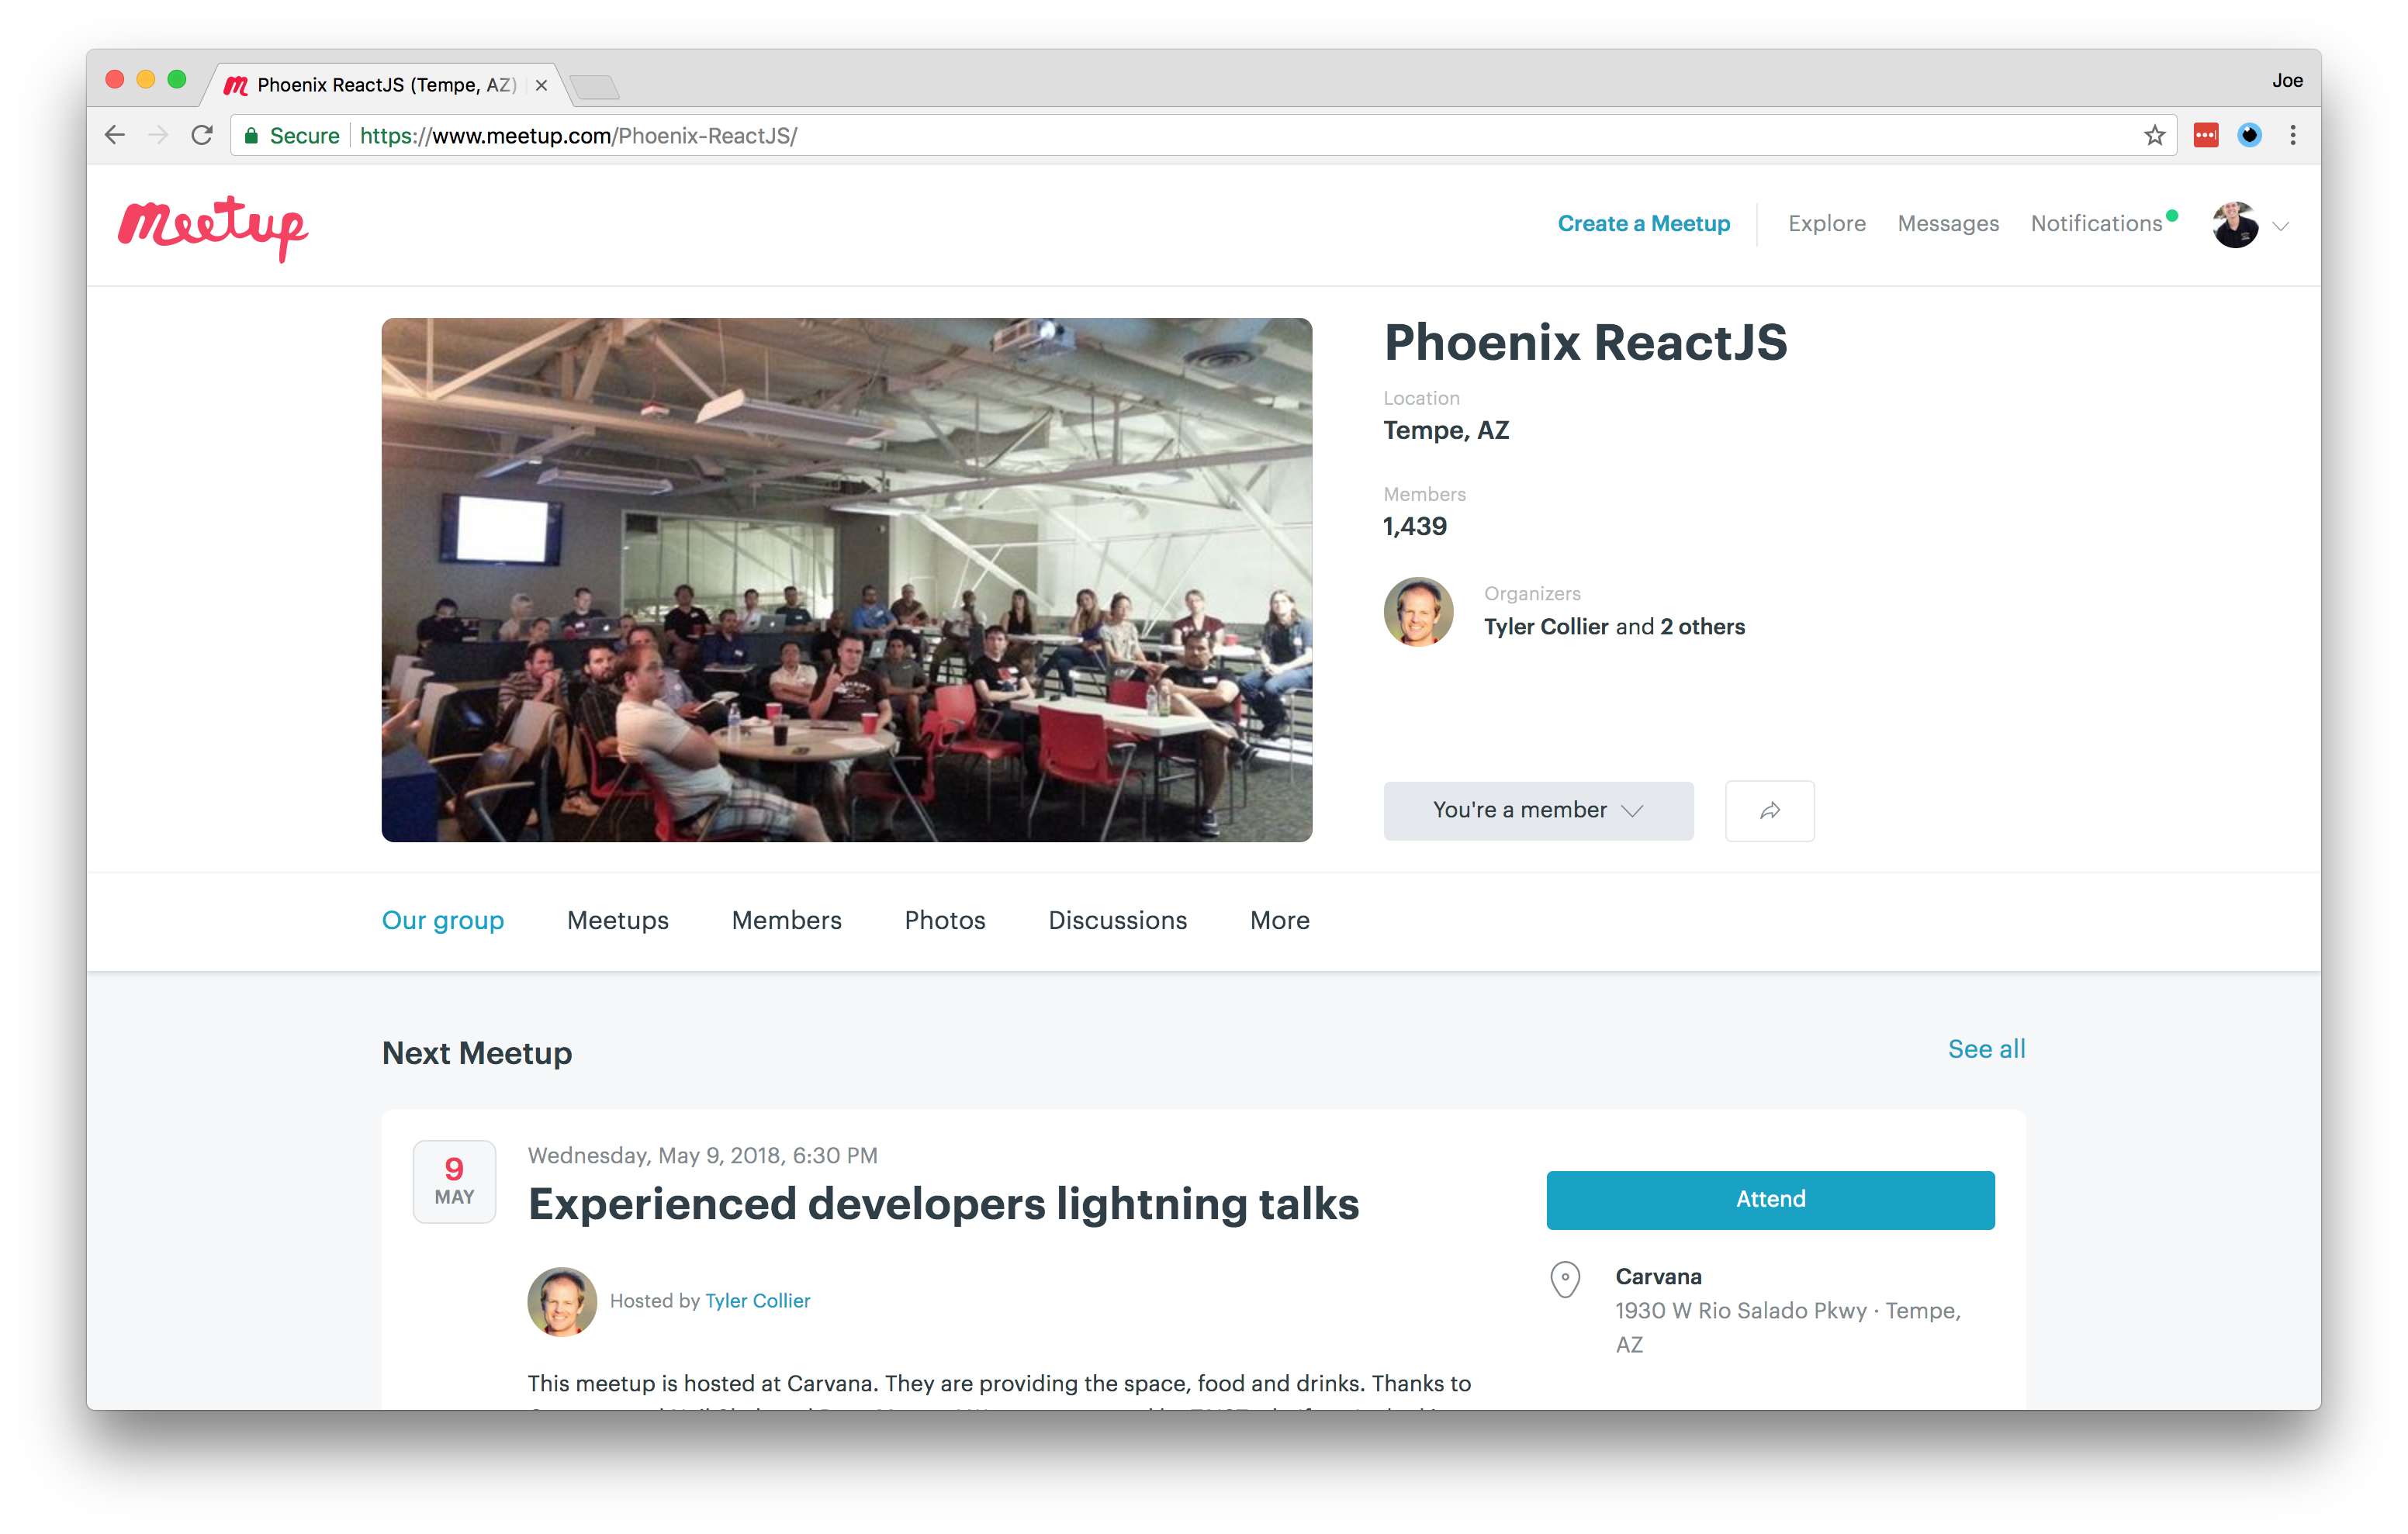 Phoenix ReactJS (Tempe, AZ)
Joe
Secure https://www.meetup.com/Phoenix-ReactJS/
Meetup
Create a Meetup Explore Messages Notifications
Phoenix ReactJS
Location
Tempe, AZ
Members
1,439
Organizers
Tyler Collier and 2 others
You're a member
Our group Meetups Members Photos Discussions More
Next Meetup See all
9
MAY
Wednesday, May 9, 2018, 6:30 PM
Experienced developers lightning talks
Hosted by Tyler Collier
Attend
Carvana
1930 W Rio Salado Pkwy · Tempe,
AZ
This meetup is hosted at Carvana. They are providing the space, food and drinks. Thanks to